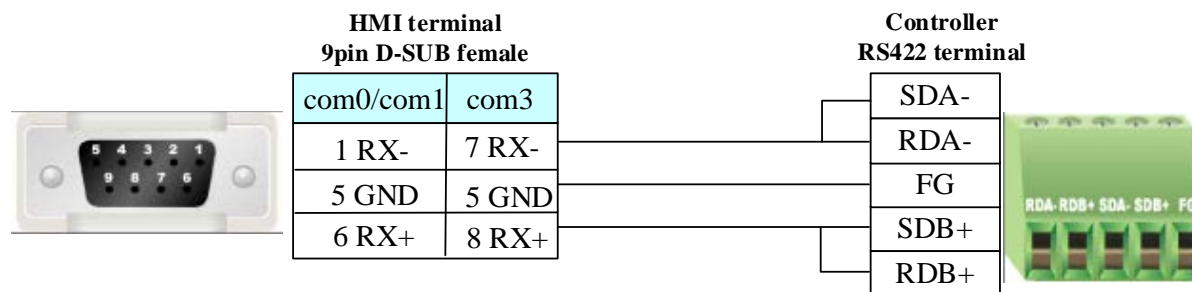 HMI terminal
9pin D-SUB female
Controller
RS422 terminal
com0/com1 com3
1 RX- 7 RX-
5 GND 5 GND
6 RX+ 8 RX+
SDA-
RDA-
FG
SDB+
RDB+
5 4 3 2 1
9 8 7 6
RDA- RDB+ SDA- SDB+ FG